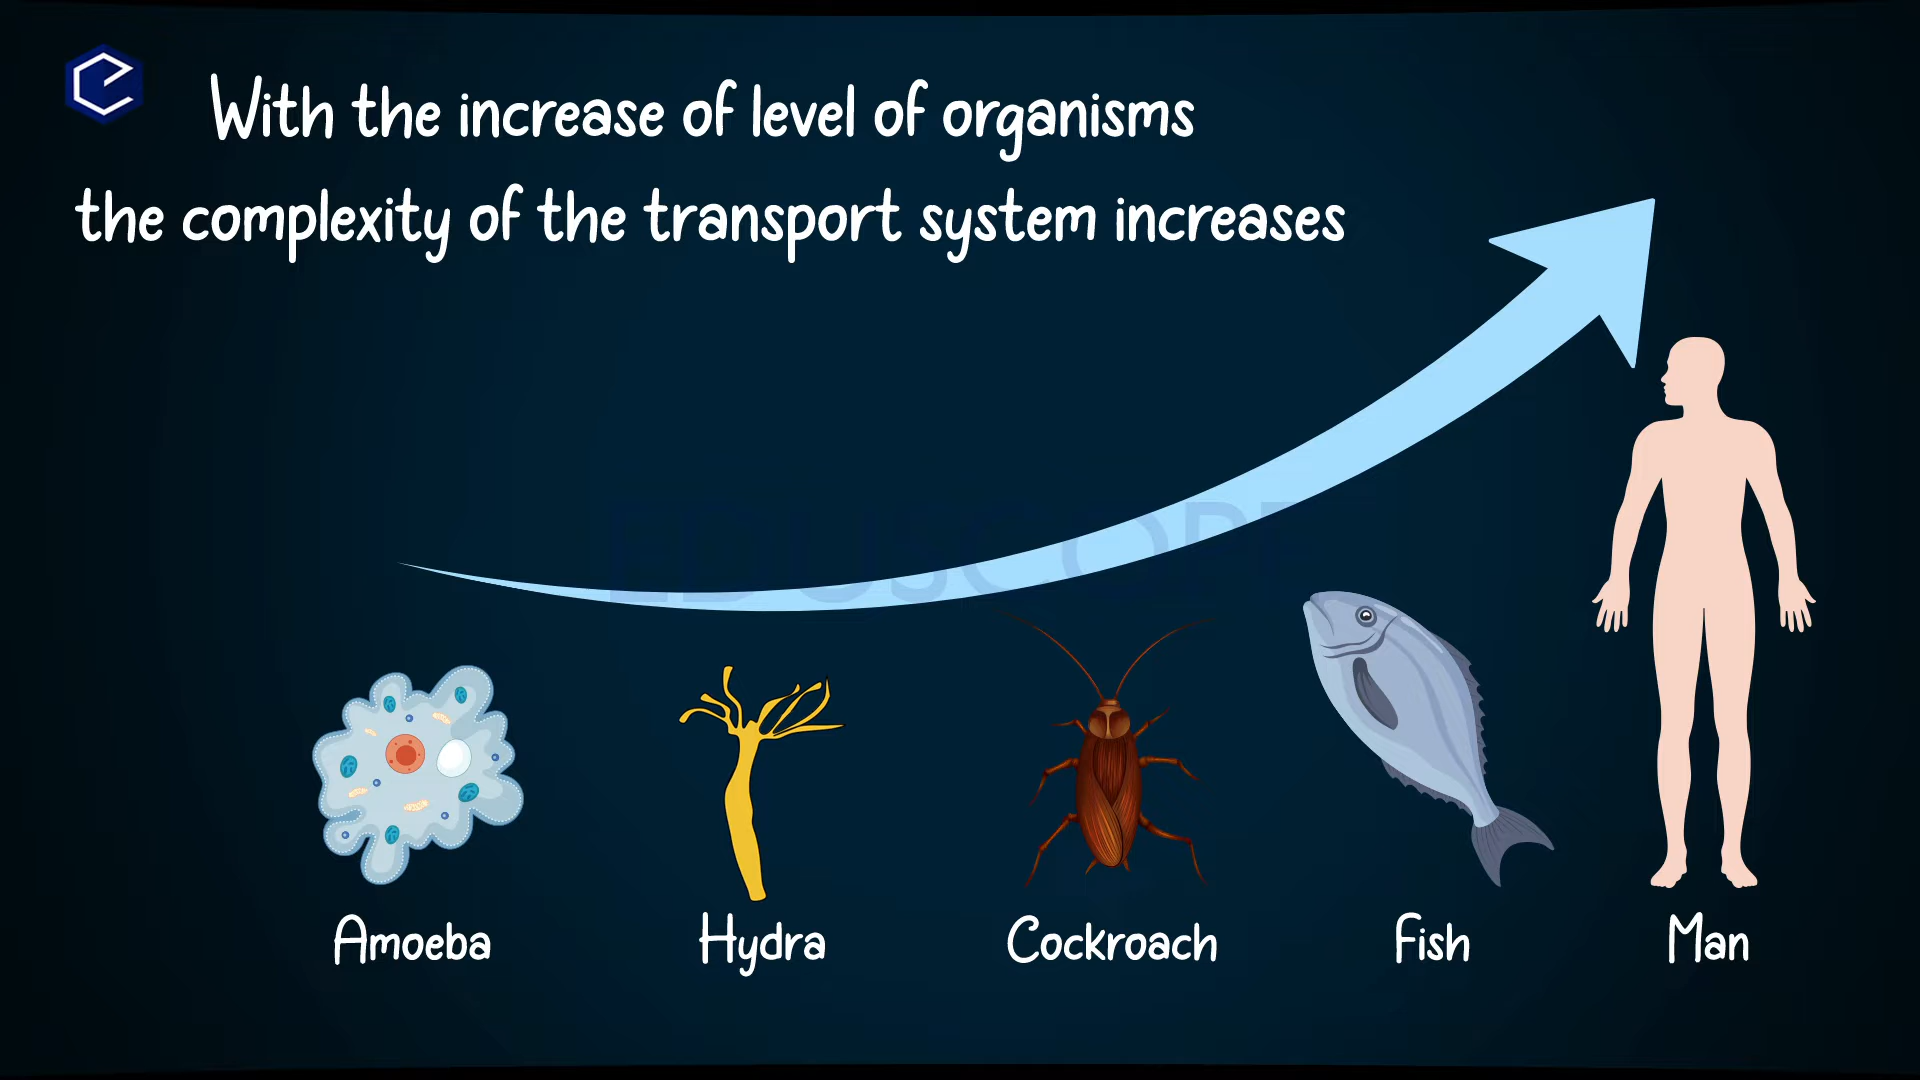 With the increase of level of organisms
the complexity of the transport system increases
EDUSCOPE
Amoeba Hydra Cockroach Fish Man